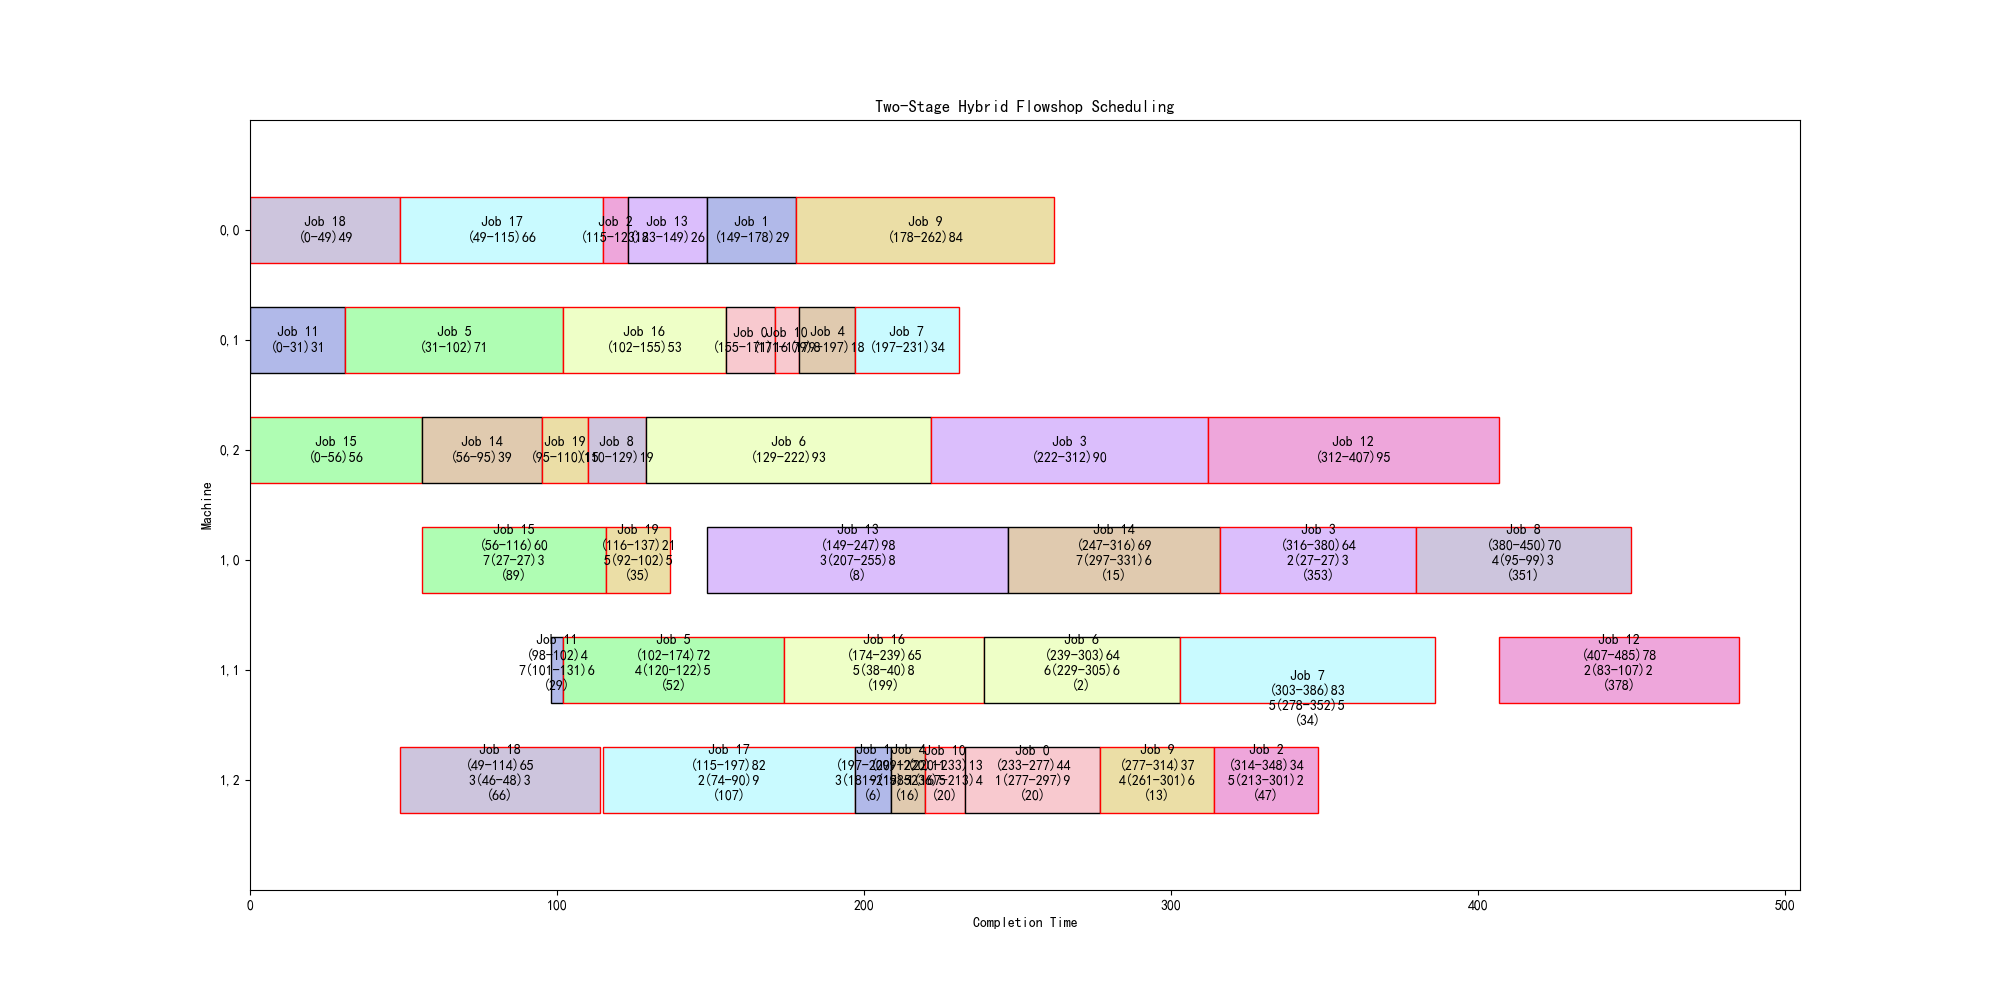 Two-Stage Hybrid Flowshop Scheduling
0,0
Job 18
(0-49)49
Job 17
(49-115)66
Job 2
(115-123)8
Job 13
(123-149)26
Job 1
(149-178)29
Job 9
(178-262)84
0,1
Job 11
(0-31)31
Job 5
(31-102)71
Job 16
(102-155)53
Job 0
(155-171)16
Job 10
(171-179)8
Job 4
(179-197)18
Job 7
(197-231)34
0,2
Job 15
(0-56)56
Job 14
(56-95)39
Job 19
(95-110)15
Job 8
(110-129)19
Job 6
(129-222)93
Job 3
(222-312)90
Job 12
(312-407)95
Machine
1,0
Job 15
(56-116)60
7(27-27)3
(89)
Job 19
(116-137)21
5(92-102)5
(35)
Job 13
(149-247)98
3(207-255)8
(8)
Job 14
(247-316)69
7(297-331)6
(15)
Job 3
(316-380)64
2(27-27)3
(353)
Job 8
(380-450)70
4(95-99)3
(351)
1,1
Job 11
(98-102)4
7(101-131)6
(29)
Job 5
(102-174)72
4(120-122)5
(52)
Job 16
(174-239)65
5(38-40)8
(199)
Job 6
(239-303)64
6(229-305)6
(2)
Job 7
(303-386)83
5(278-352)5
(34)
Job 12
(407-485)78
2(83-107)2
(378)
1,2
Job 18
(49-114)65
3(46-48)3
(66)
Job 17
(115-197)82
2(74-90)9
(107)
Job 1
(6)
Job 4
(16)
Job 10
(220-233)13
(20)
Job 0
(233-277)44
1(277-297)9
(20)
Job 9
(277-314)37
4(261-301)6
(13)
Job 2
(314-348)34
5(213-301)2
(47)
0
100
200
300
400
500
Completion Time